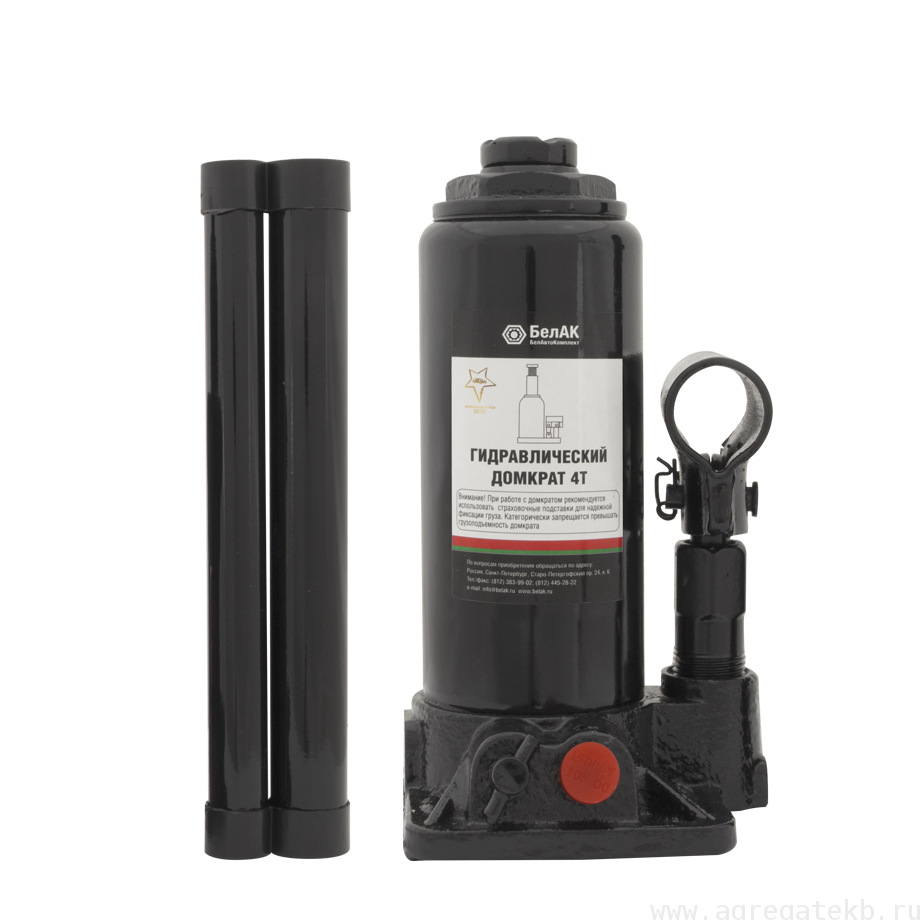 БелАК
БелАвтоКомплект
ГИДРАВЛИЧЕСКИЙ
ДОМКРАТ 4Т
Внимание! При работе с домкратом рекомендуется
использовать страховочные подставки для надежной
фиксации груза. Категорически запрещается превышать
грузоподъемность домкрата
По вопросам приобретения обращаться по адресу:
Россия, Санкт-Петербург, Старо-Петергофский пр. 24, к. 6
Тел./факс: (812) 383-99-02; (812) 445-28-22
e-mail info@belak.ru www.belak.ru
www.agregatekb.ru